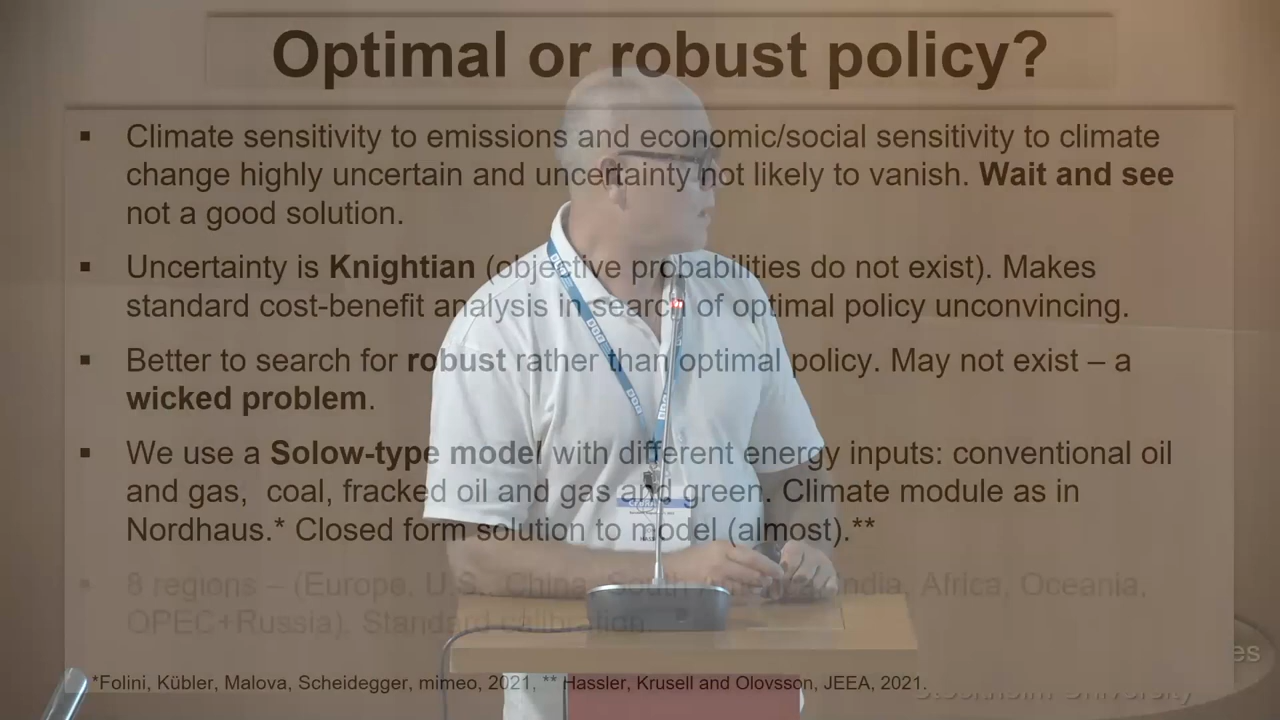 Optimal or robust policy?
▪ Climate sensitivity to emissions and economic/social sensitivity to climate
change highly uncertain and uncertainty not likely to vanish. Wait and see
not a good solution.
▪ Uncertainty is Knightian (objective probabilities do not exist). Makes
standard cost-benefit analysis in search of optimal policy unconvincing.
▪ Better to search for robust rather than optimal policy. May not exist – a
wicked problem.
▪ We use a Solow-type model with different energy inputs: conventional oil
and gas, coal, fracked oil and gas and green. Climate module as in
Nordhaus.* Closed form solution to model (almost).**
▪ 8 regions – (Europe, U.S., China, South America, India, Africa, Oceania,
OPEC+Russia). Standard calibration
es
*Folini, Kübler, Malova, Scheidegger, mimeo, 2021, ** Hassler, Krusell and Olovsson, JEEA, 2021.
Stockholm University